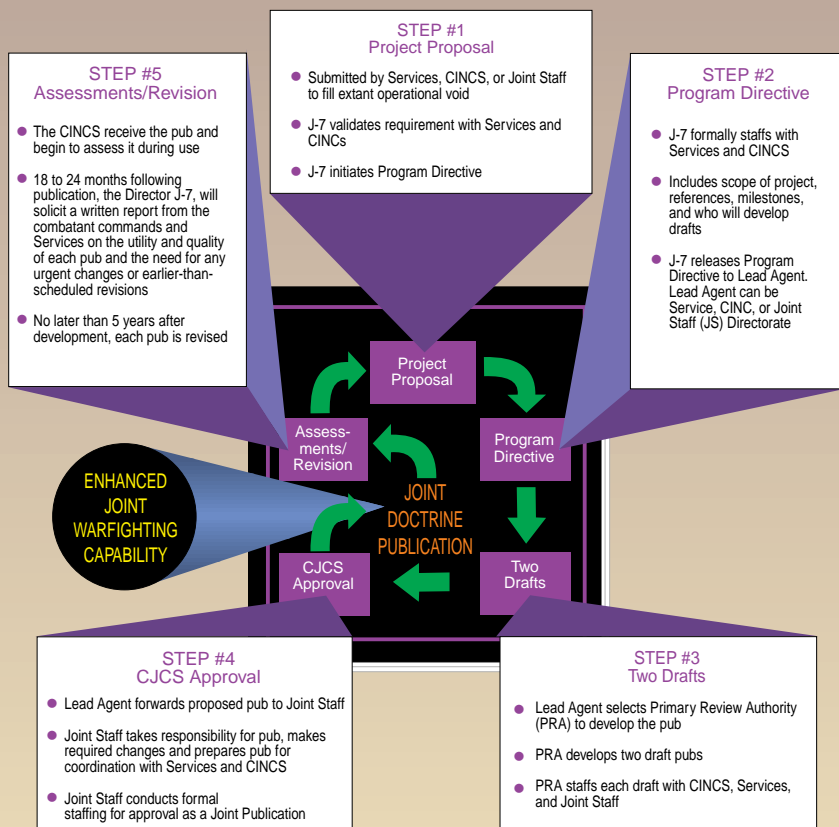 STEP #1
Project Proposal
● Submitted by Services, CINCS, or Joint Staff
to fill extant operational void
● J-7 validates requirement with Services and
CINCs
● J-7 initiates Program Directive
STEP #5
Assessments/Revision
● The CINCS receive the pub and
begin to assess it during use
● 18 to 24 months following
publication, the Director J-7, will
solicit a written report from the
combatant commands and
Services on the utility and quality
of each pub and the need for any
urgent changes or earlier-than-
scheduled revisions
● No later than 5 years after
development, each pub is revised
STEP #2
Program Directive
● J-7 formally staffs with
Services and CINCS
● Includes scope of project,
references, milestones,
and who will develop
drafts
● J-7 releases Program
Directive to Lead Agent.
Lead Agent can be
Service, CINC, or Joint
Staff (JS) Directorate
Project
Proposal
Assess-
ments/
Revision
Program
Directive
ENHANCED
JOINT
WARFIGHTING
CAPABILITY
JOINT
DOCTRINE
PUBLICATION
CJCS
Approval
Two
Drafts
STEP #4
CJCS Approval
● Lead Agent forwards proposed pub to Joint Staff
● Joint Staff takes responsibility for pub, makes
required changes and prepares pub for
coordination with Services and CINCS
● Joint Staff conducts formal
staffing for approval as a Joint Publication
STEP #3
Two Drafts
● Lead Agent selects Primary Review Authority
(PRA) to develop the pub
● PRA develops two draft pubs
● PRA staffs each draft with CINCS, Services,
and Joint Staff